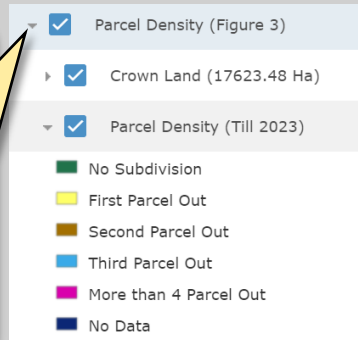 Parcel Density (Figure 3)
Crown Land (17623.48 Ha)
Parcel Density (Till 2023)
No Subdivision
First Parcel Out
Second Parcel Out
Third Parcel Out
More than 4 Parcel Out
No Data